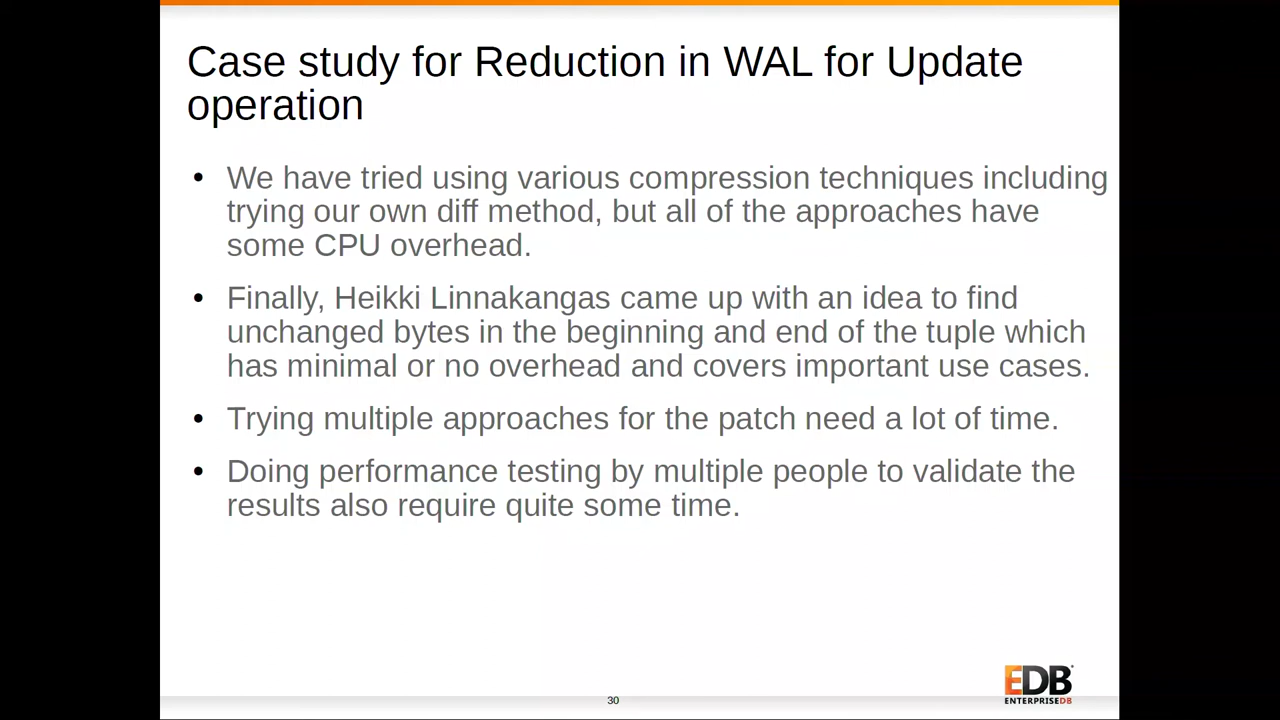 Case study for Reduction in WAL for Update
operation
• We have tried using various compression techniques including
trying our own diff method, but all of the approaches have
some CPU overhead.
• Finally, Heikki Linnakangas came up with an idea to find
unchanged bytes in the beginning and end of the tuple which
has minimal or no overhead and covers important use cases.
• Trying multiple approaches for the patch need a lot of time.
• Doing performance testing by multiple people to validate the
results also require quite some time.
EDB
ENTERPRISEDB
30